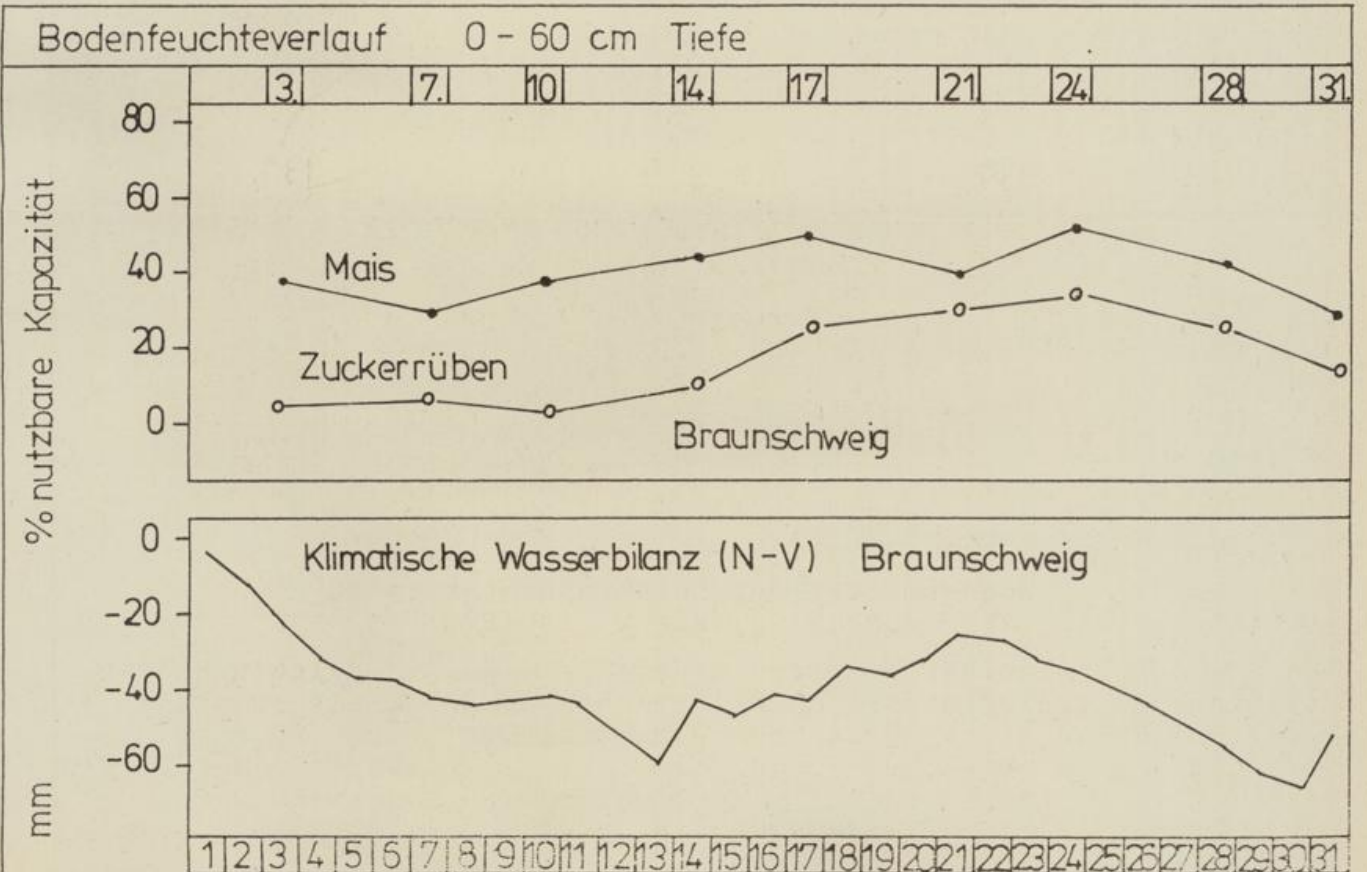 Bodenfeuchteverlauf 0 - 60 cm Tiefe
3. 7. 10. 14. 17. 21. 24. 28. 31.
80
60
40
20
0
% nutzbare Kapazität
Mais
Zuckerrüben
Braunschweig
0
-20
-40
-60
mm
Klimatische Wasserbilanz (N-V) Braunschweig
1 2 3 4 5 6 7 8 9 10 11 12 13 14 15 16 17 18 19 20 21 22 23 24 25 26 27 28 29 30 31